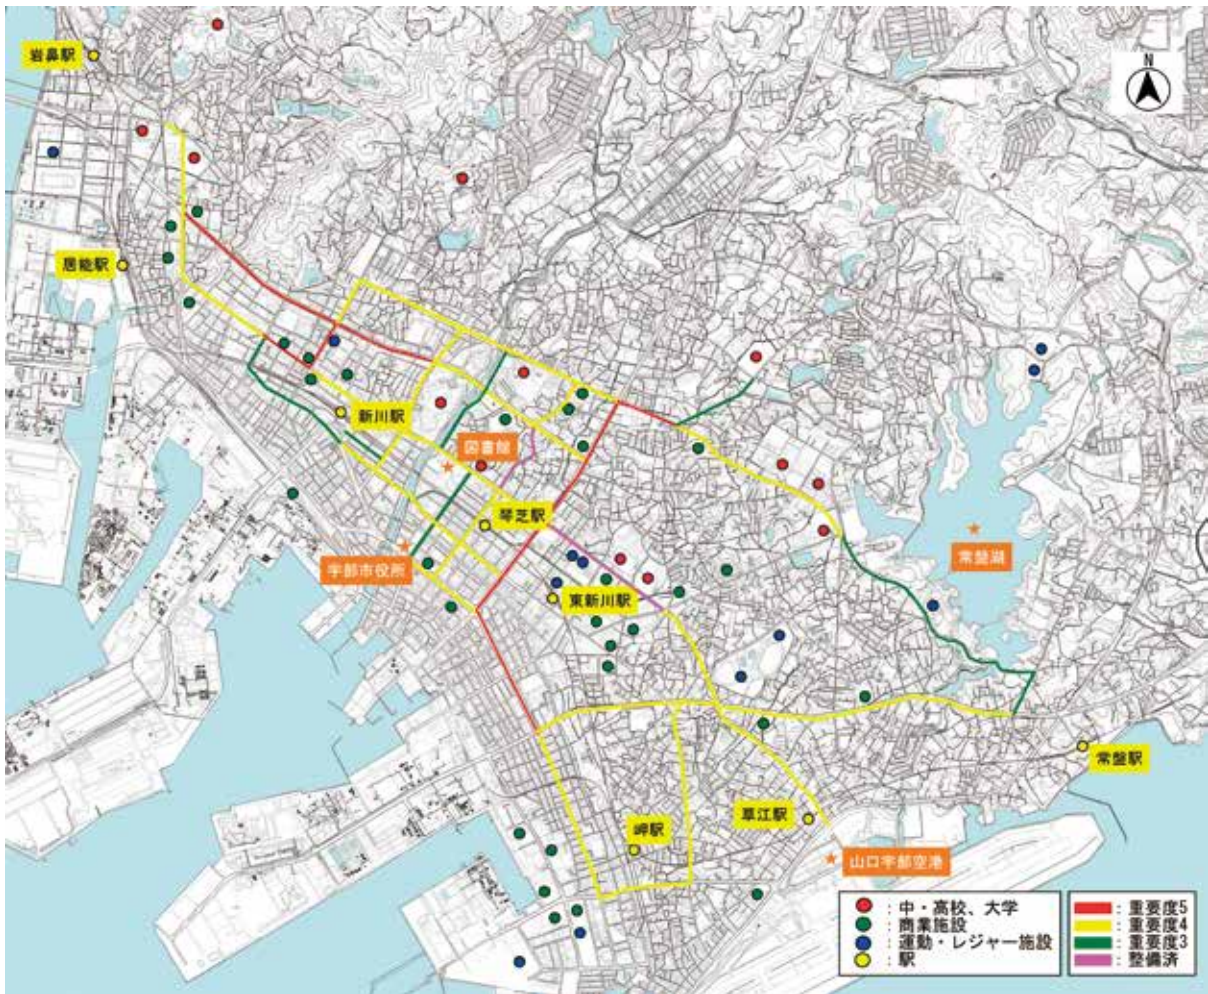 岩鼻駅
N
居能駅
新川駅
図書館
琴芝駅
宇部市役所
東新川駅
常盤湖
常盤駅
草江駅
岬駅
山口宇部空港
: 中・高校、大学
: 商業施設
: 運動・レジャー施設
: 駅
: 重要度5
: 重要度4
: 重要度3
: 整備済